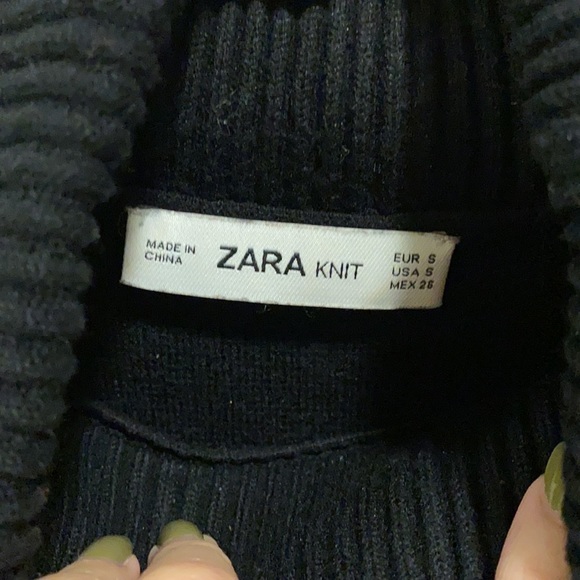 MADE IN
CHINA
ZARA KNIT
EUR S
USA S
MEX 26